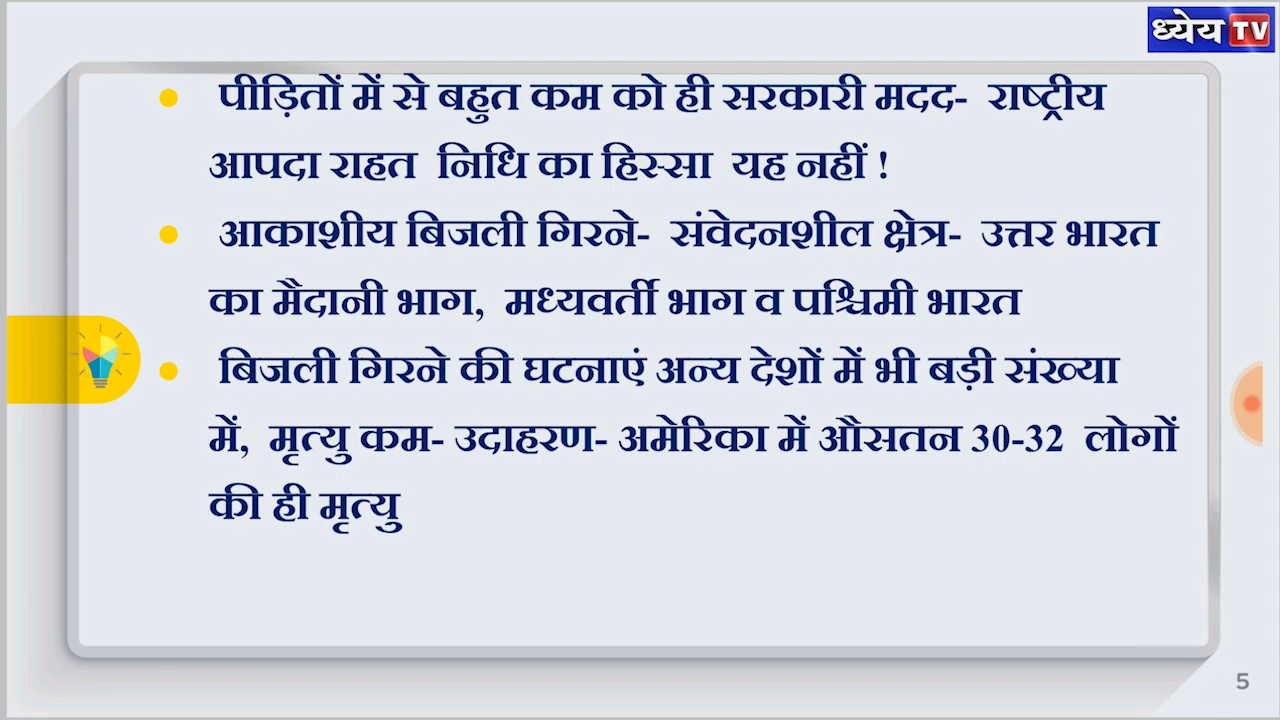 ध्येय TV
पीड़ितों में से बहुत कम को ही सरकारी मदद- राष्ट्रीय
आपदा राहत निधि का हिस्सा यह नहीं !
आकाशीय बिजली गिरने- संवेदनशील क्षेत्र- उत्तर भारत
का मैदानी भाग, मध्यवर्ती भाग व पश्चिमी भारत
बिजली गिरने की घटनाएं अन्य देशों में भी बड़ी संख्या
में, मृत्यु कम- उदाहरण- अमेरिका में औसतन 30-32 लोगों
की ही मृत्यु
5